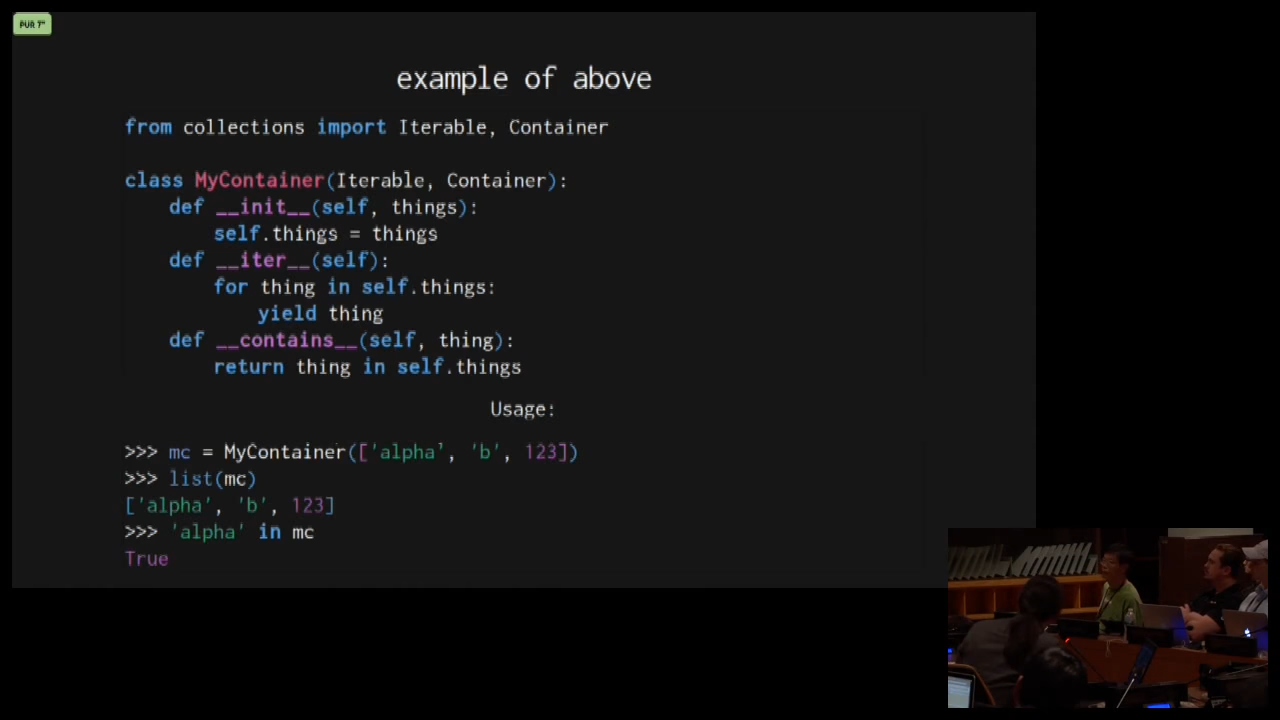 PUR 7"
example of above
from collections import Iterable, Container
class MyContainer(Iterable, Container):
def __init__(self, things):
self.things = things
def __iter__(self):
for thing in self.things:
yield thing
def __contains__(self, thing):
return thing in self.things
Usage:
>>> mc = MyContainer(['alpha', 'b', 123])
>>> list(mc)
['alpha', 'b', 123]
>>> 'alpha' in mc
True